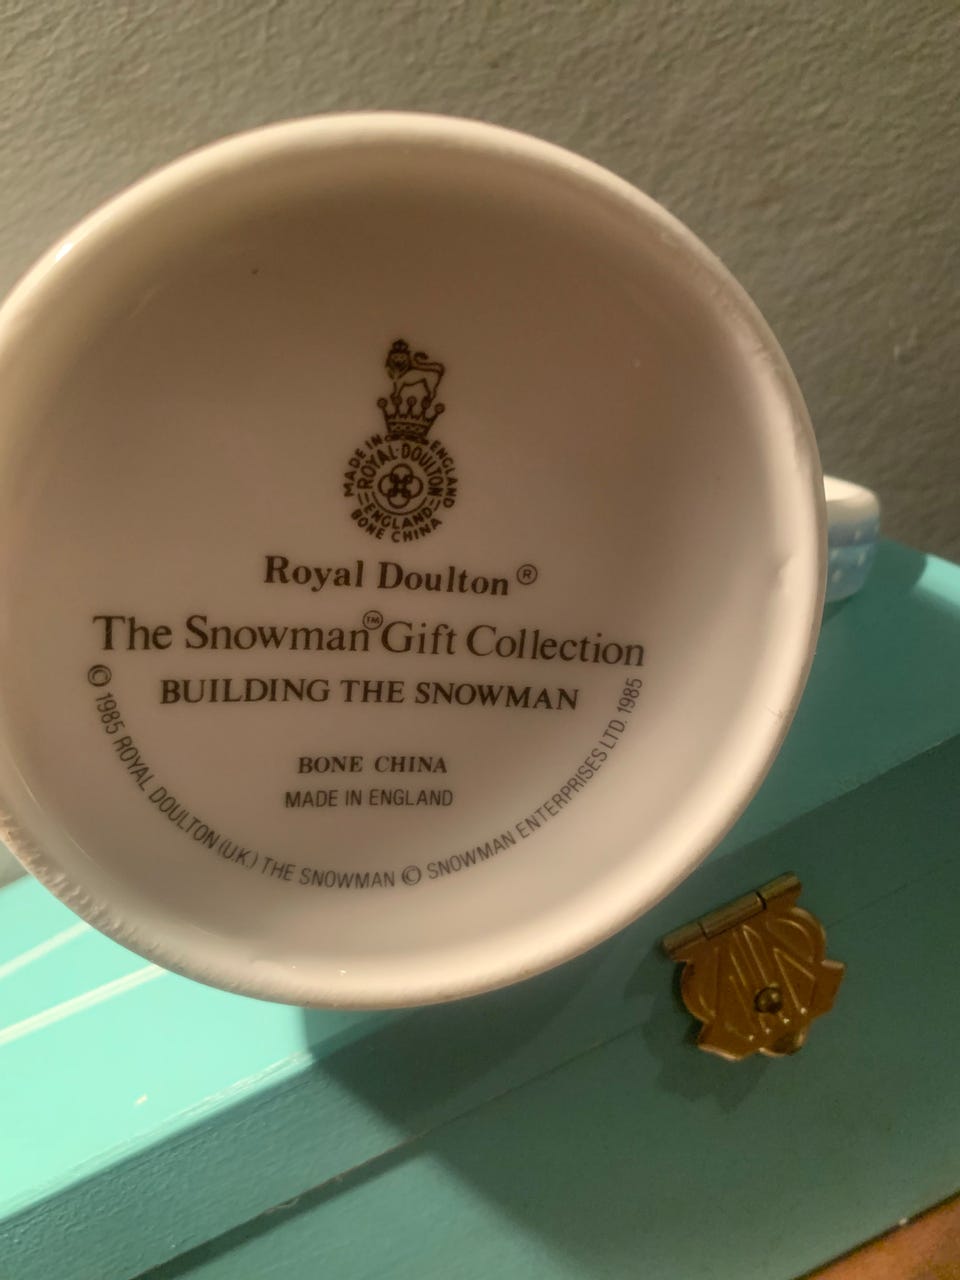 MADE IN ENGLAND
ROYAL·DOULTON
ENGLAND
BONE CHINA
Royal Doulton®
The Snowman™ Gift Collection
BUILDING THE SNOWMAN
BONE CHINA
MADE IN ENGLAND
© 1985 ROYAL DOULTON (U.K.) THE SNOWMAN © SNOWMAN ENTERPRISES LTD. 1985